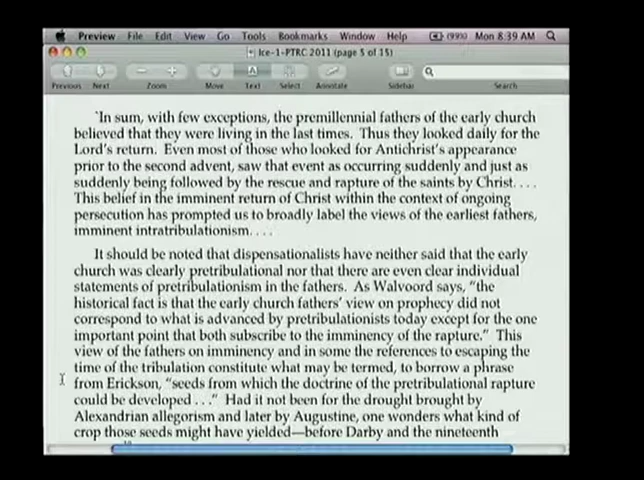 Preview File Edit View Go Tools Bookmarks Window Help (99%) Mon 8:39 AM
Ice-1-PTRC 2011 (page 5 of 15)
Previous Next Zoom Move Text Select Annotate Sidebar Search
`In sum, with few exceptions, the premillennial fathers of the early church
believed that they were living in the last times. Thus they looked daily for the
Lord's return. Even most of those who looked for Antichrist's appearance
prior to the second advent, saw that event as occurring suddenly and just as
suddenly being followed by the rescue and rapture of the saints by Christ. . . .
This belief in the imminent return of Christ within the context of ongoing
persecution has prompted us to broadly label the views of the earliest fathers,
imminent intratribulationism. . . .
It should be noted that dispensationalists have neither said that the early
church was clearly pretribulational nor that there are even clear individual
statements of pretribulationism in the fathers. As Walvoord says, "the
historical fact is that the early church fathers' view on prophecy did not
correspond to what is advanced by pretribulationists today except for the one
important point that both subscribe to the imminency of the rapture." This
view of the fathers on imminency and in some the references to escaping the
time of the tribulation constitute what may be termed, to borrow a phrase
from Erickson, "seeds from which the doctrine of the pretribulational rapture
could be developed . . ." Had it not been for the drought brought by
Alexandrian allegorism and later by Augustine, one wonders what kind of
crop those seeds might have yielded—before Darby and the nineteenth